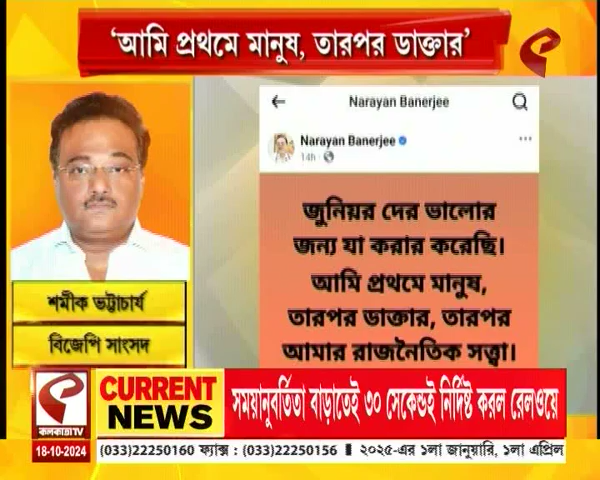 ‘আমি প্রথমে মানুষ, তারপর ডাক্তার’
Narayan Banerjee
Narayan Banerjee
14h
জুনিয়র দের ভালোর
জন্য যা করার করেছি।
আমি প্রথমে মানুষ,
তারপর ডাক্তার, তারপর
আমার রাজনৈতিক সত্ত্বা।
শমীক ভট্টাচার্য
বিজেপি সাংসদ
কলকাতা TV
CURRENT
NEWS
সময়ানুবর্তিতা বাড়াতেই ৩০ সেকেন্ডই নির্দিষ্ট করল রেলওয়ে
18-10-2024
(033)22250160 ফ্যাক্স : (033)22250156 ▮ ২০২৫-এর ১লা জানুয়ারি, ১লা এপ্রিল